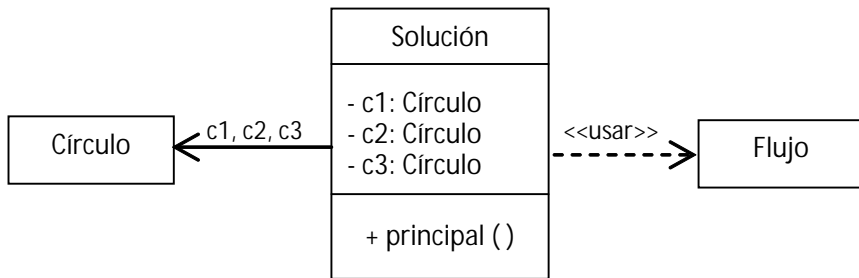 Solución
- c1: Círculo
- c2: Círculo
- c3: Círculo
+ principal ( )
Círculo
c1, c2, c3
<<usar>>
Flujo